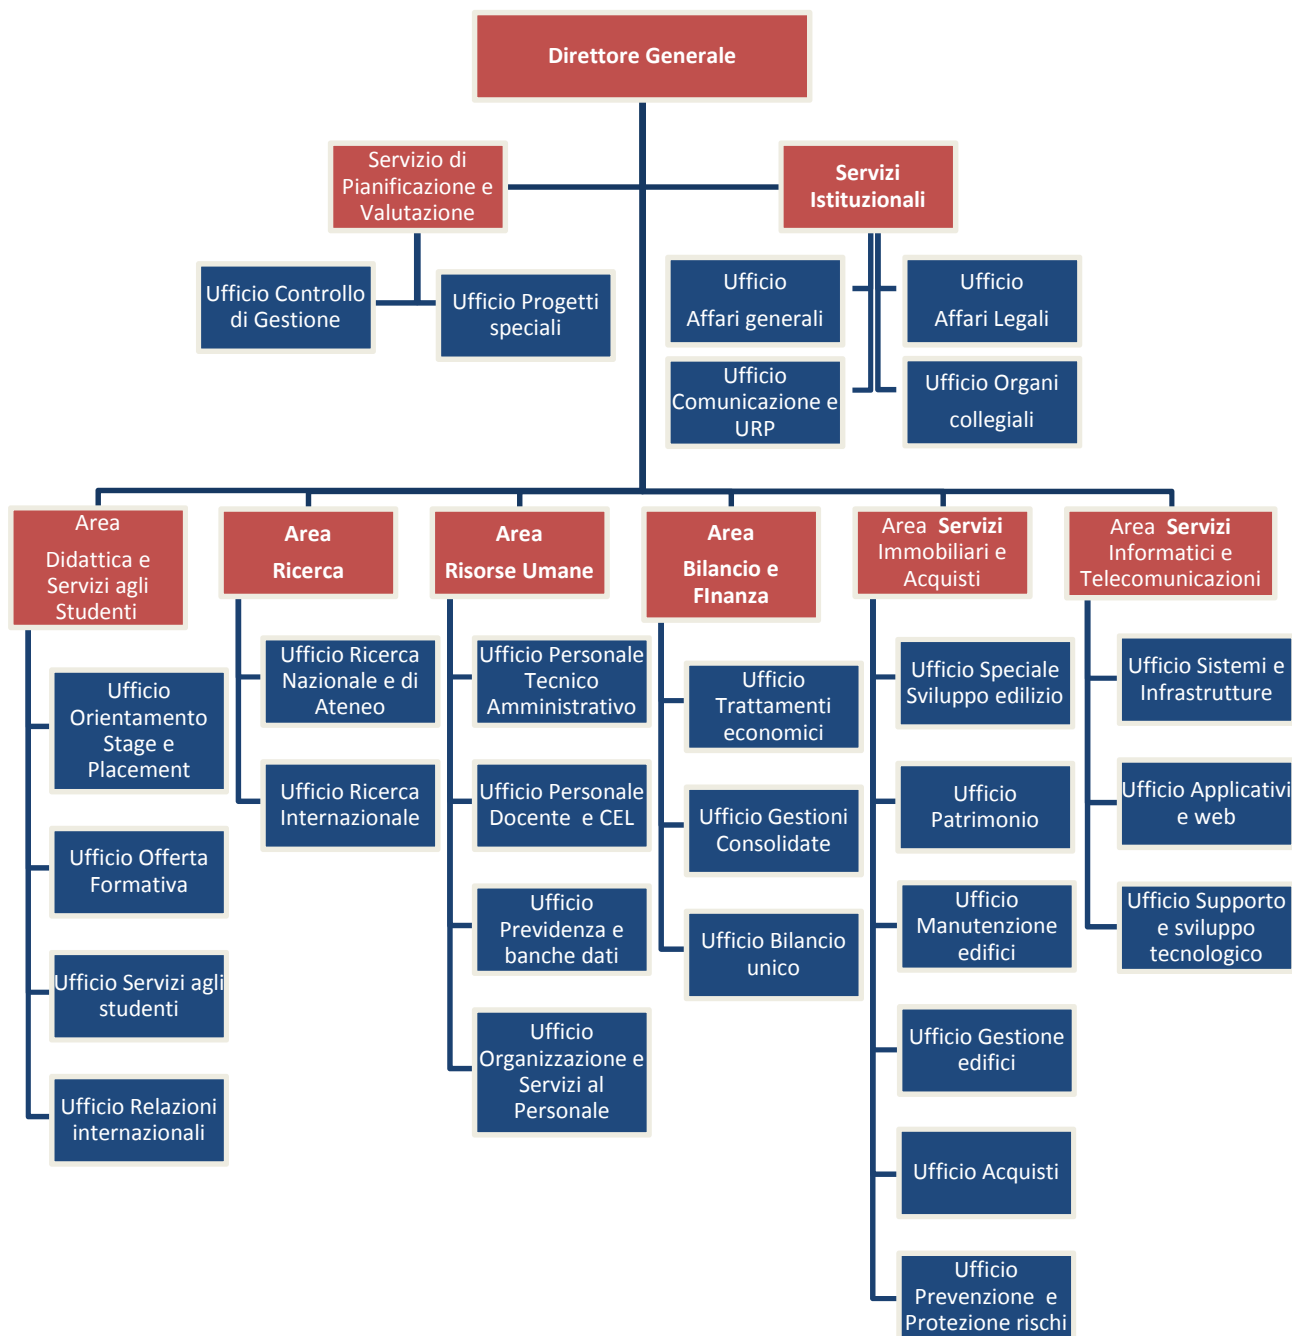 Direttore Generale
Servizio di
Pianificazione e
Valutazione
Servizi
Istituzionali
Ufficio Controllo
di Gestione
Ufficio Progetti
speciali
Ufficio
Affari generali
Ufficio
Affari Legali
Ufficio
Comunicazione e
URP
Ufficio Organi
collegiali
Area
Didattica e
Servizi agli
Studenti
Area
Ricerca
Area
Risorse Umane
Area
Bilancio e
FInanza
Area Servizi
Immobiliari e
Acquisti
Area Servizi
Informatici e
Telecomunicazioni
Ufficio
Orientamento
Stage e
Placement
Ufficio Offerta
Formativa
Ufficio Servizi agli
studenti
Ufficio Relazioni
internazionali
Ufficio Ricerca
Nazionale e di
Ateneo
Ufficio Ricerca
Internazionale
Ufficio Personale
Tecnico
Amministrativo
Ufficio Personale
Docente e CEL
Ufficio
Previdenza e
banche dati
Ufficio
Organizzazione e
Servizi al
Personale
Ufficio
Trattamenti
economici
Ufficio Gestioni
Consolidate
Ufficio Bilancio
unico
Ufficio Speciale
Sviluppo edilizio
Ufficio
Patrimonio
Ufficio
Manutenzione
edifici
Ufficio Gestione
edifici
Ufficio Acquisti
Ufficio
Prevenzione e
Protezione rischi
Ufficio Sistemi e
Infrastrutture
Ufficio Applicativi
e web
Ufficio Supporto
e sviluppo
tecnologico